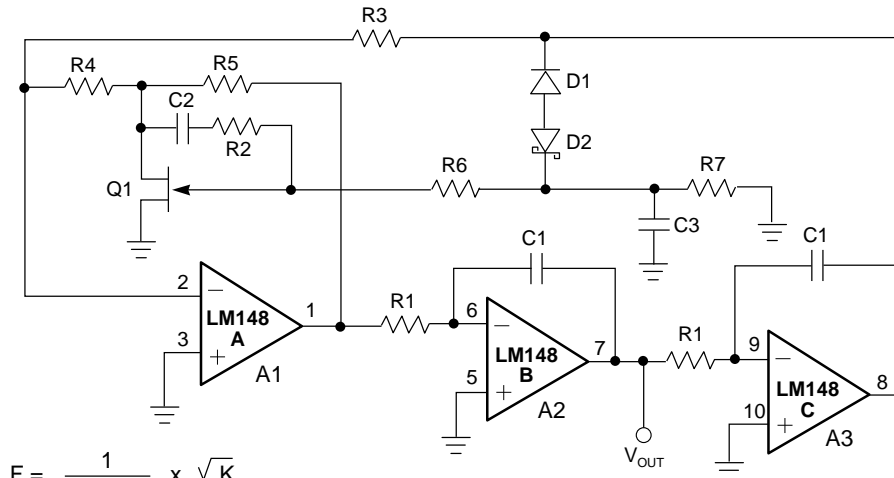 R3
R4
R5
C2
R2
D1
D2
Q1
R6
R7
C3
C1
C1
2
−
LM148
A
3
+
1
A1
R1
6
−
LM148
B
5
+
7
A2
R1
9
−
LM148
C
10
+
8
A3
VOUT
F = 1 x √K